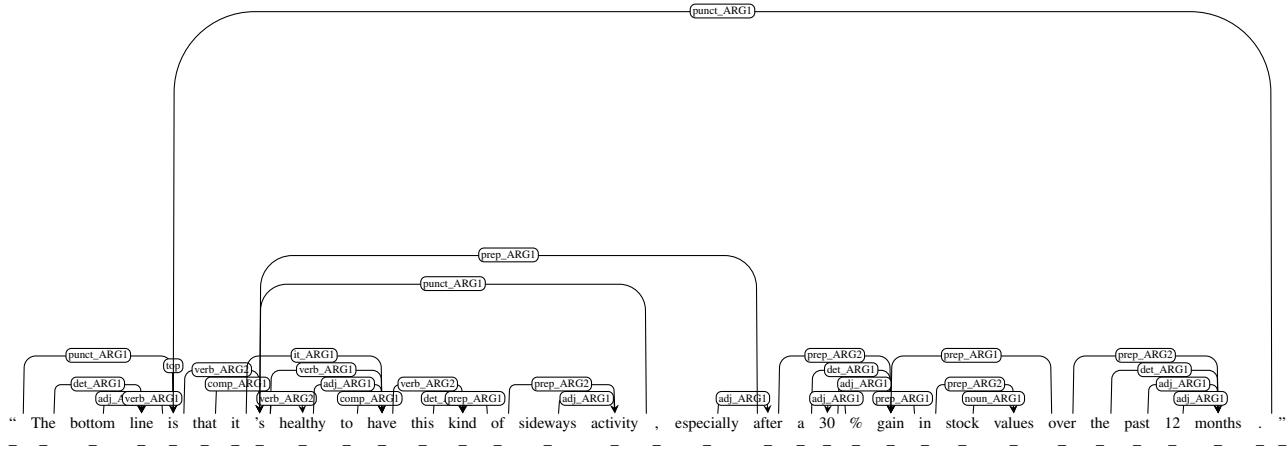 punct_ARG1
prep_ARG1
punct_ARG1
punct_ARG1 it_ARG1 prep_ARG2 prep_ARG1 prep_ARG2
top verb_ARG2 verb_ARG1 det_ARG1 det_ARG1
det_ARG1 comp_ARG1 adj_ARG1 verb_ARG2 prep_ARG2 adj_ARG1 prep_ARG2 adj_ARG1
verb_ARG1 verb_ARG2 comp_ARG1 prep_ARG1 adj_ARG1 adj_ARG1 adj_ARG1 prep_ARG1 noun_ARG1 adj_ARG1
“ The bottom line is that it ’s healthy to have this kind of sideways activity , especially after a 30 % gain in stock values over the past 12 months . ”
_ _ _ _ _ _ _ _ _ _ _ _ _ _ _ _ _ _ _ _ _ _ _ _ _ _ _ _ _ _ _ _ _ _